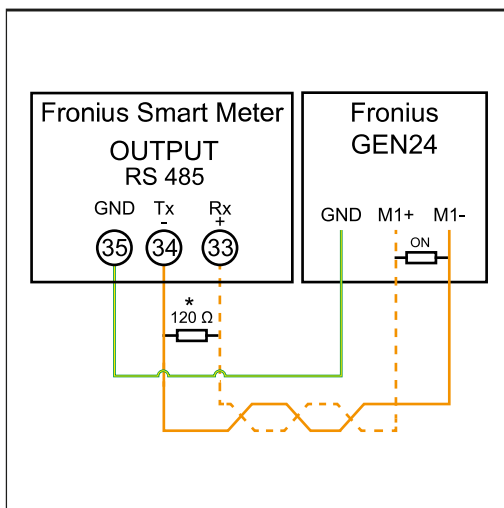 Fronius Smart Meter
OUTPUT
RS 485
GND Tx Rx
- +
35 34 33
*
120 Ω
Fronius
GEN24
GND M1+ M1-
ON